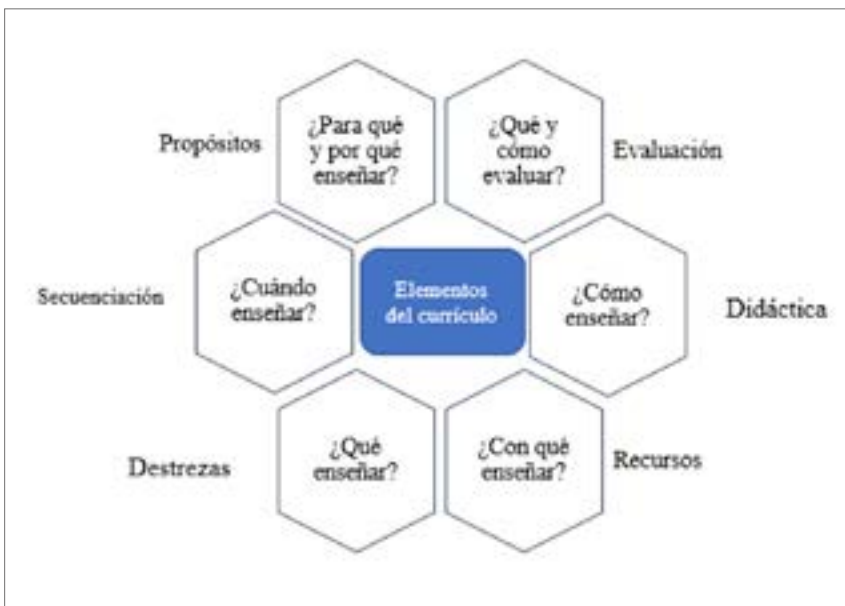 Propósitos
¿Para qué
y por qué
enseñar?
¿Qué y
cómo
evaluar?
Evaluación
Secuenciación
¿Cuándo
enseñar?
Elementos
del currículo
¿Cómo
enseñar?
Didáctica
Destrezas
¿Qué
enseñar?
¿Con qué
enseñar?
Recursos